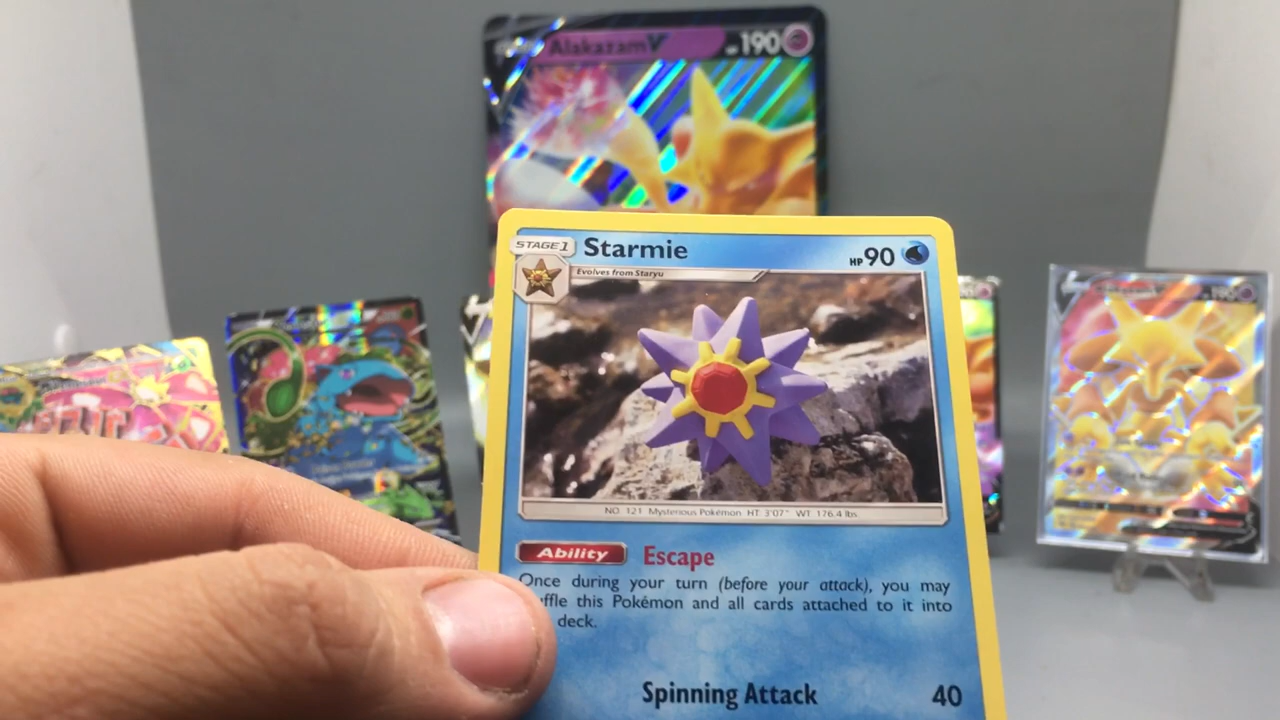 AlakazamV 190
STAGE 1 Starmie HP 90
Evolves from Staryu
NO. 121 Mysterious Pokémon HT: 3'07" WT: 176.4 lbs.
Ability Escape
Once during your turn (before your attack), you may
this Pokémon and all cards attached to it into
deck.
Spinning Attack 40